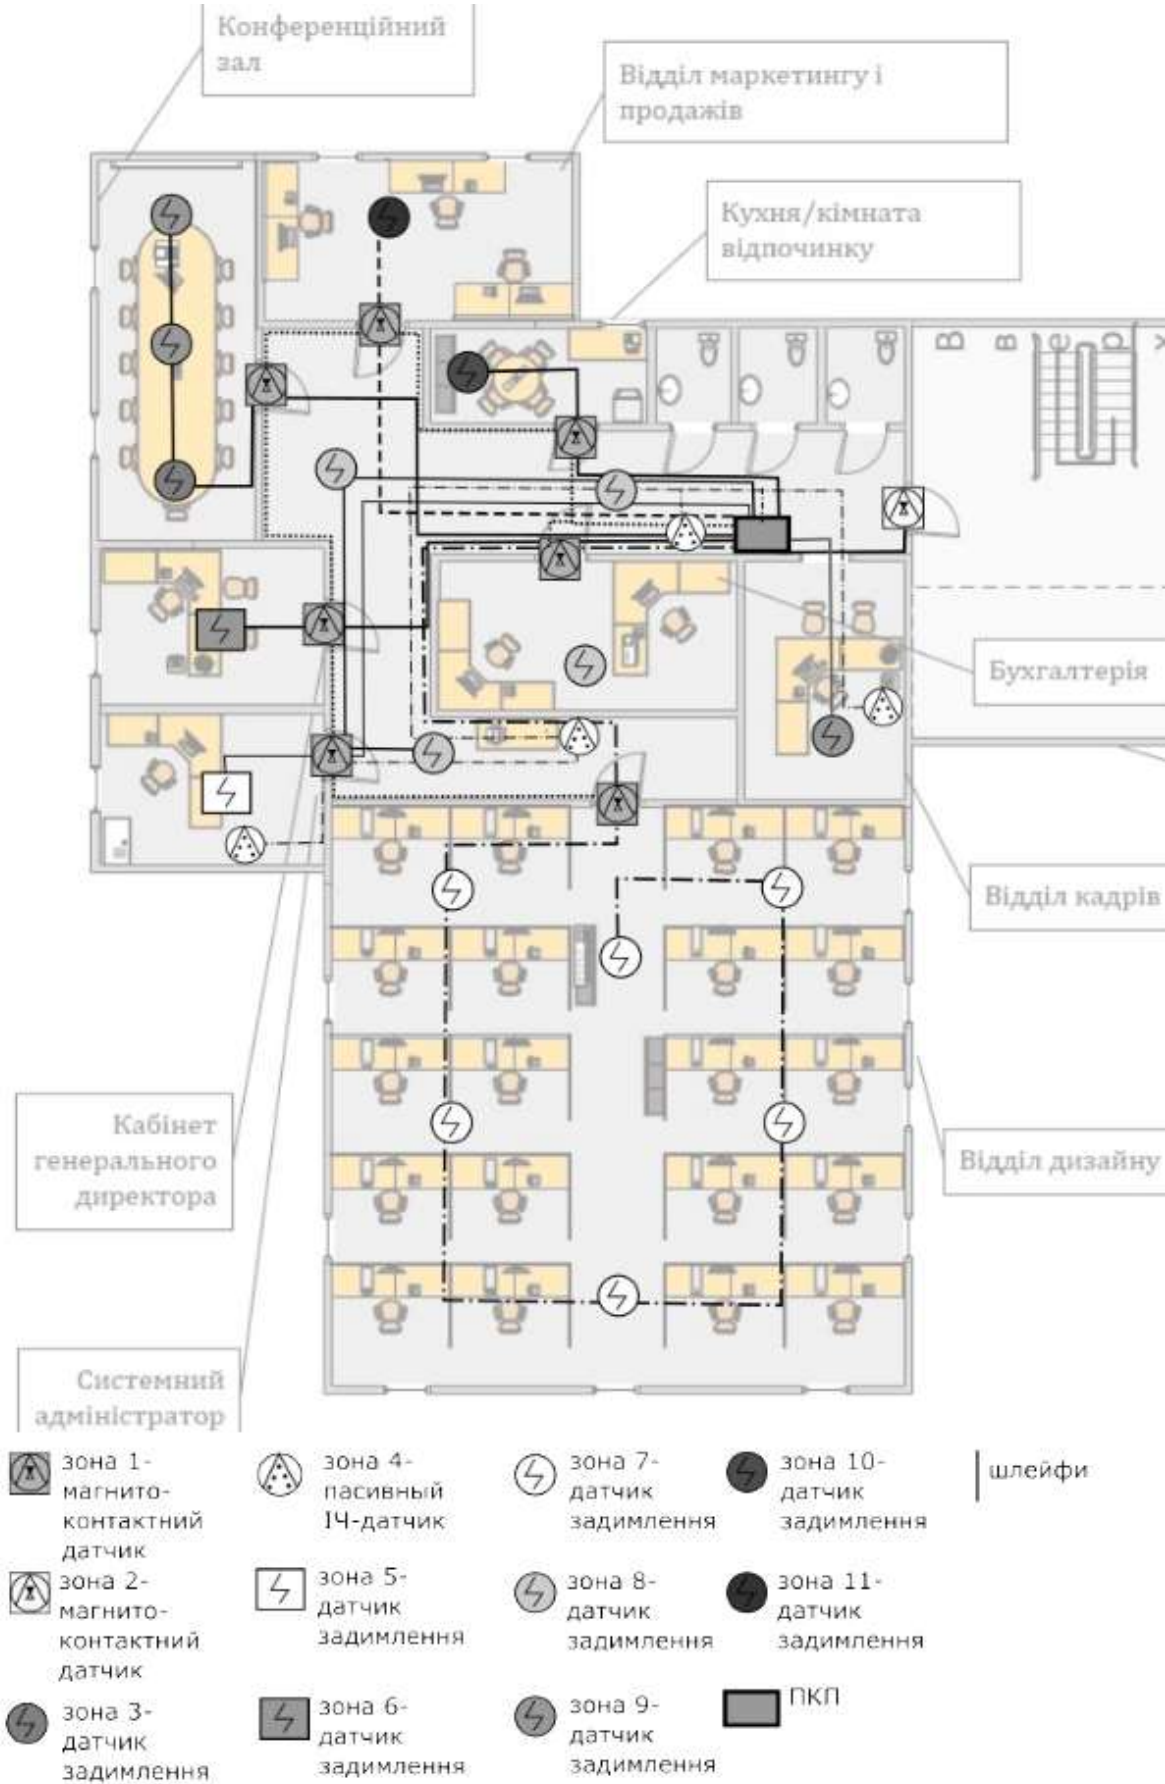 Конференційний
зал
Відділ маркетингу і
продажів
Кухня/кімната
відпочинку
В в е р х
Бухгалтерія
Відділ кадрів
Кабінет
генерального
директора
Відділ дизайну
Системний
адміністратор
зона 1-
магнито-
контактний
датчик
зона 4-
пасивный
ІЧ-датчик
зона 7-
датчик
задимлення
зона 10-
датчик
задимлення
шлейфи
зона 2-
магнито-
контактний
датчик
зона 5-
датчик
задимлення
зона 8-
датчик
задимлення
зона 11-
датчик
задимлення
зона 3-
датчик
задимлення
зона 6-
датчик
задимлення
зона 9-
датчик
задимлення
ПКП